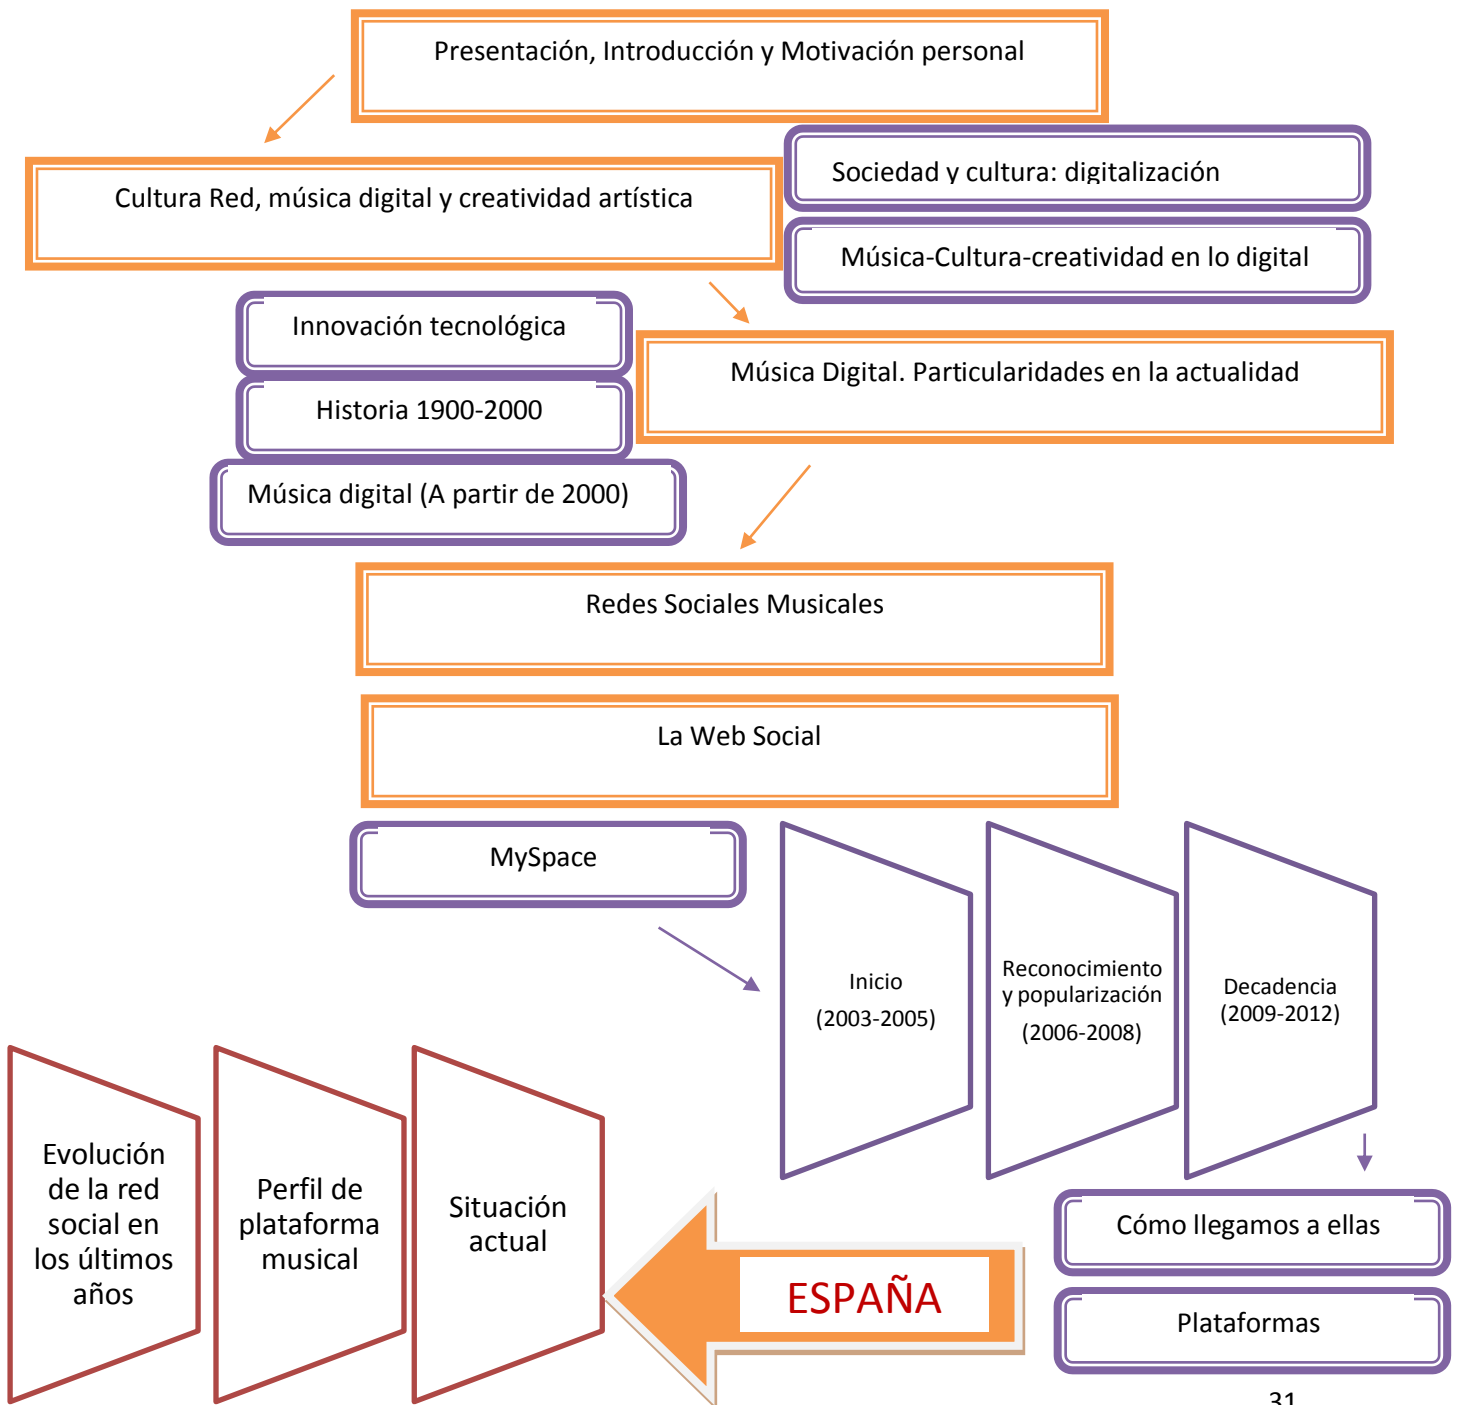 Presentación, Introducción y Motivación personal
Sociedad y cultura: digitalización
Cultura Red, música digital y creatividad artística
Música-Cultura-creatividad en lo digital
Innovación tecnológica
Música Digital. Particularidades en la actualidad
Historia 1900-2000
Música digital (A partir de 2000)
Redes Sociales Musicales
La Web Social
MySpace
Inicio
(2003-2005)
Reconocimiento
y popularización
(2006-2008)
Decadencia
(2009-2012)
Evolución
de la red
social en
los últimos
años
Perfil de
plataforma
musical
Situación
actual
ESPAÑA
Cómo llegamos a ellas
Plataformas
31